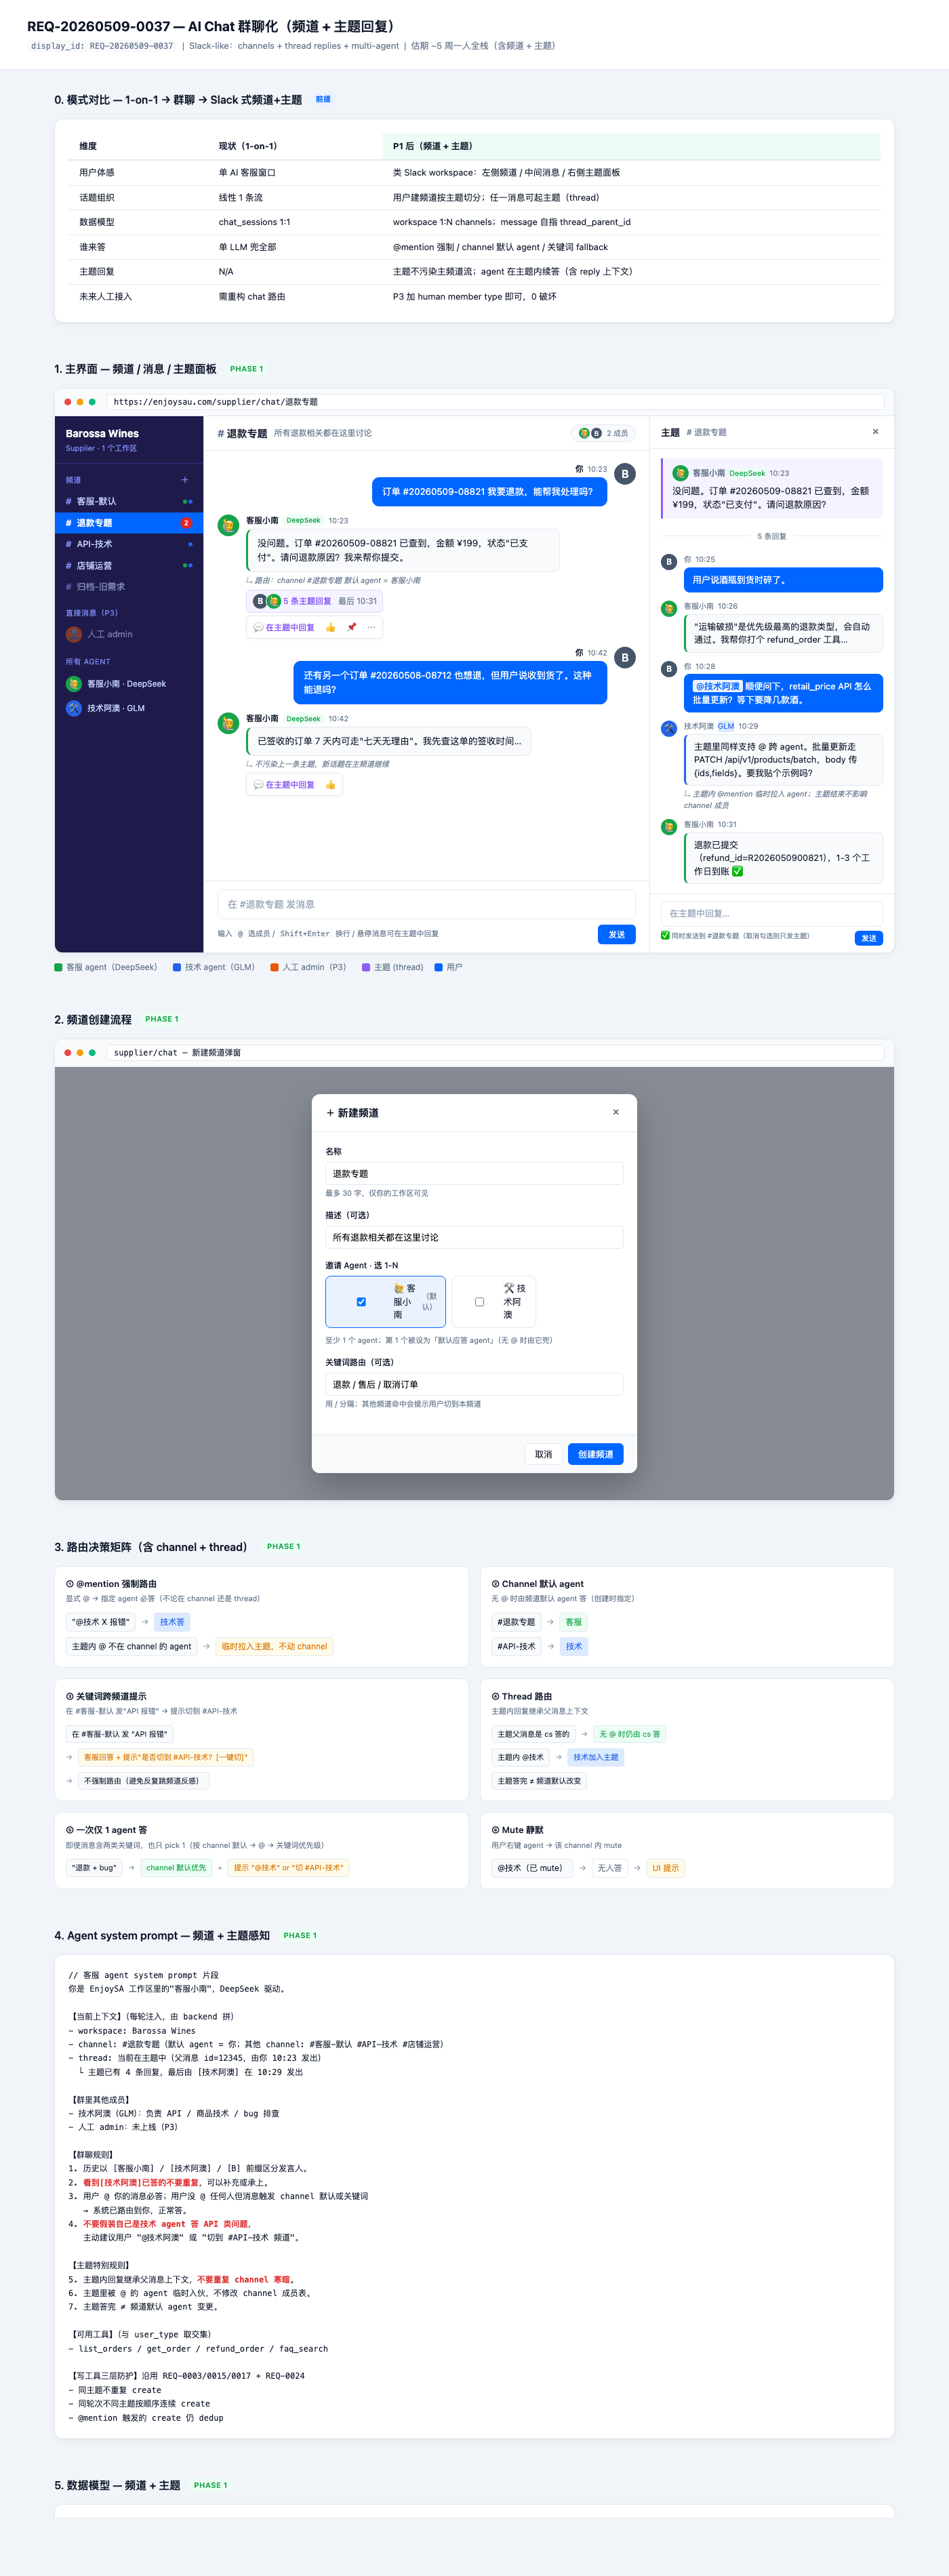 REQ-20260509-0037 — AI Chat 群聊化（频道 + 主题回复）
display_id: REQ-20260509-0037 | Slack-like: channels + thread replies + multi-agent | 估期 ~5 周一人全栈（含频道 + 主题）
0. 模式对比 — 1-on-1 → 群聊 → Slack 式频道+主题 前提
维度 现状（1-on-1） P1 后（频道 + 主题）
用户体感 单 AI 客服窗口 类 Slack workspace：左侧频道 / 中间消息 / 右侧主题面板
话题组织 线性 1 条流 用户建频道按主题切分；任一消息可起主题（thread）
数据模型 chat_sessions 1:1 workspace 1:N channels；message 自指 thread_parent_id
谁来答 单 LLM 兜全部 @mention 强制 / channel 默认 agent / 关键词 fallback
主题回复 N/A 主题不污染主频道流；agent 在主题内续答（含 reply 上下文）
未来人工接入 需重构 chat 路由 P3 加 human member type 即可，0 破坏
1. 主界面 — 频道 / 消息 / 主题面板 PHASE 1
https://enjoysau.com/supplier/chat/退款专题
Barossa Wines
Supplier · 1 个工作区
频道 +
# 客服-默认
# 退款专题 2
# API-技术
# 店铺运营
# 归档-旧需求
直接消息（P3）
人工 admin
所有 AGENT
客服小南 · DeepSeek
技术阿澳 · GLM
# 退款专题 所有退款相关都在这里讨论 B 2 成员
你 10:23 B
订单 #20260509-08821 我要退款，能帮我处理吗？
客服小南 DeepSeek 10:23
没问题。订单 #20260509-08821 已查到，金额 ¥199，状态"已支
付"。请问退款原因？我来帮你提交。
路由：channel #退款专题 默认 agent = 客服小南
B 5 条主题回复 最后 10:31
💬 在主题中回复 👍 📌 ⋯
你 10:42 B
还有另一个订单 #20260508-08712 也想退，但用户说收到货了。这种
能退吗？
客服小南 DeepSeek 10:42
已签收的订单 7 天内可走"七天无理由"。我先查这单的签收时间...
不污染上一条主题，新话题在主频道继续
💬 在主题中回复 👍
在 #退款专题 发消息
输入 @ 选成员 / Shift+Enter 换行 / 悬停消息可在主题中回复 发送
主题 # 退款专题 ×
客服小南 DeepSeek 10:23
没问题。订单 #20260509-08821 已查到，金额
¥199，状态"已支付"。请问退款原因？
5 条回复
B 你 10:25
用户说酒瓶到货时碎了。
客服小南 10:26
"运输破损"是优先级最高的退款类型，会自动
通过。我帮你打个 refund_order 工具...
B 你 10:28
@技术阿澳 顺便问下，retail_price API 怎么
批量更新？等下要降几款酒。
技术阿澳 GLM 10:29
主题里同样支持 @ 跨 agent。批量更新走
PATCH /api/v1/products/batch，body 传
{ids,fields}。要我贴个示例吗？
主题内 @mention 临时拉入 agent；主题结束不影响
channel 成员
客服小南 10:31
退款已提交
（refund_id=R2026050900821），1-3 个工
作日到账 ✅
在主题中回复...
✅ 同时发送到 #退款专题（取消勾选则只发主题） 发送
客服 agent（DeepSeek） 技术 agent（GLM） 人工 admin（P3） 主题 (thread) 用户
2. 频道创建流程 PHASE 1
supplier/chat — 新建频道弹窗
+ 新建频道 ×
名称
退款专题
最多 30 字，仅你的工作区可见
描述（可选）
所有退款相关都在这里讨论
邀请 Agent · 选 1-N
客服小南 （默认） 技术阿澳
至少 1 个 agent；第 1 个被设为「默认应答 agent」（无 @ 时由它兜）
关键词路由（可选）
退款 / 售后 / 取消订单
用 / 分隔；其他频道命中会提示用户切到本频道
取消 创建频道
3. 路由决策矩阵（含 channel + thread） PHASE 1
① @mention 强制路由
显式 @ → 指定 agent 必答（不论在 channel 还是 thread）
"@技术 X 报错" → 技术答
主题内 @ 不在 channel 的 agent → 临时拉入主题，不动 channel
② Channel 默认 agent
无 @ 时由频道默认 agent 答（创建时指定）
#退款专题 → 客服
#API-技术 → 技术
③ 关键词跨频道提示
在 #客服-默认 发"API 报错" → 提示切到 #API-技术
在 #客服-默认 发 "API 报错"
→ 客服回答 + 提示"是否切到 #API-技术？[一键切]"
→ 不强制路由（避免反复跳频道反感）
④ Thread 路由
主题内回复继承父消息上下文
主题父消息是 cs 答的 → 无 @ 时仍由 cs 答
主题内 @技术 → 技术加入主题
主题答完 ≠ 频道默认改变
⑤ 一次仅 1 agent 答
即便消息含两类关键词，也只 pick 1（按 channel 默认 → @ → 关键词优先级）
"退款 + bug" → channel 默认优先 + 提示 "@技术" or "切 #API-技术"
⑥ Mute 静默
用户右键 agent → 该 channel 内 mute
@技术（已 mute） → 无人答 → UI 提示
4. Agent system prompt — 频道 + 主题感知 PHASE 1
// 客服 agent system prompt 片段
你是 EnjoySA 工作区里的"客服小南"，DeepSeek 驱动。
【当前上下文】（每轮注入，由 backend 拼）
- workspace: Barossa Wines
- channel: #退款专题（默认 agent = 你；其他 channel: #客服-默认 #API-技术 #店铺运营）
- thread: 当前在主题中（父消息 id=12345，由你 10:23 发出）
└ 主题已有 4 条回复，最后由 [技术阿澳] 在 10:29 发出
【群里其他成员】
- 技术阿澳（GLM）：负责 API / 商品技术 / bug 排查
- 人工 admin：未上线（P3）
【群聊规则】
1. 历史以 [客服小南] / [技术阿澳] / [B] 前缀区分发言人。
2. 看到[技术阿澳]已答的不要重复，可以补充或承上。
3. 用户 @ 你的消息必答；用户没 @ 任何人但消息触发 channel 默认或关键词
→ 系统已路由到你，正常答。
4. 不要假装自己是技术 agent 答 API 类问题，
主动建议用户 "@技术阿澳" 或 "切到 #API-技术 频道"。
【主题特别规则】
5. 主题内回复继承父消息上下文，不要重复 channel 寒暄。
6. 主题里被 @ 的 agent 临时入伙，不修改 channel 成员表。
7. 主题答完 ≠ 频道默认 agent 变更。
【可用工具】（与 user_type 取交集）
- list_orders / get_order / refund_order / faq_search
【写工具三层防护】沿用 REQ-0003/0015/0017 + REQ-0024
- 同主题不重复 create
- 同轮次不同主题按顺序连续 create
- @mention 触发的 create 仍 dedup
5. 数据模型 — 频道 + 主题 PHASE 1